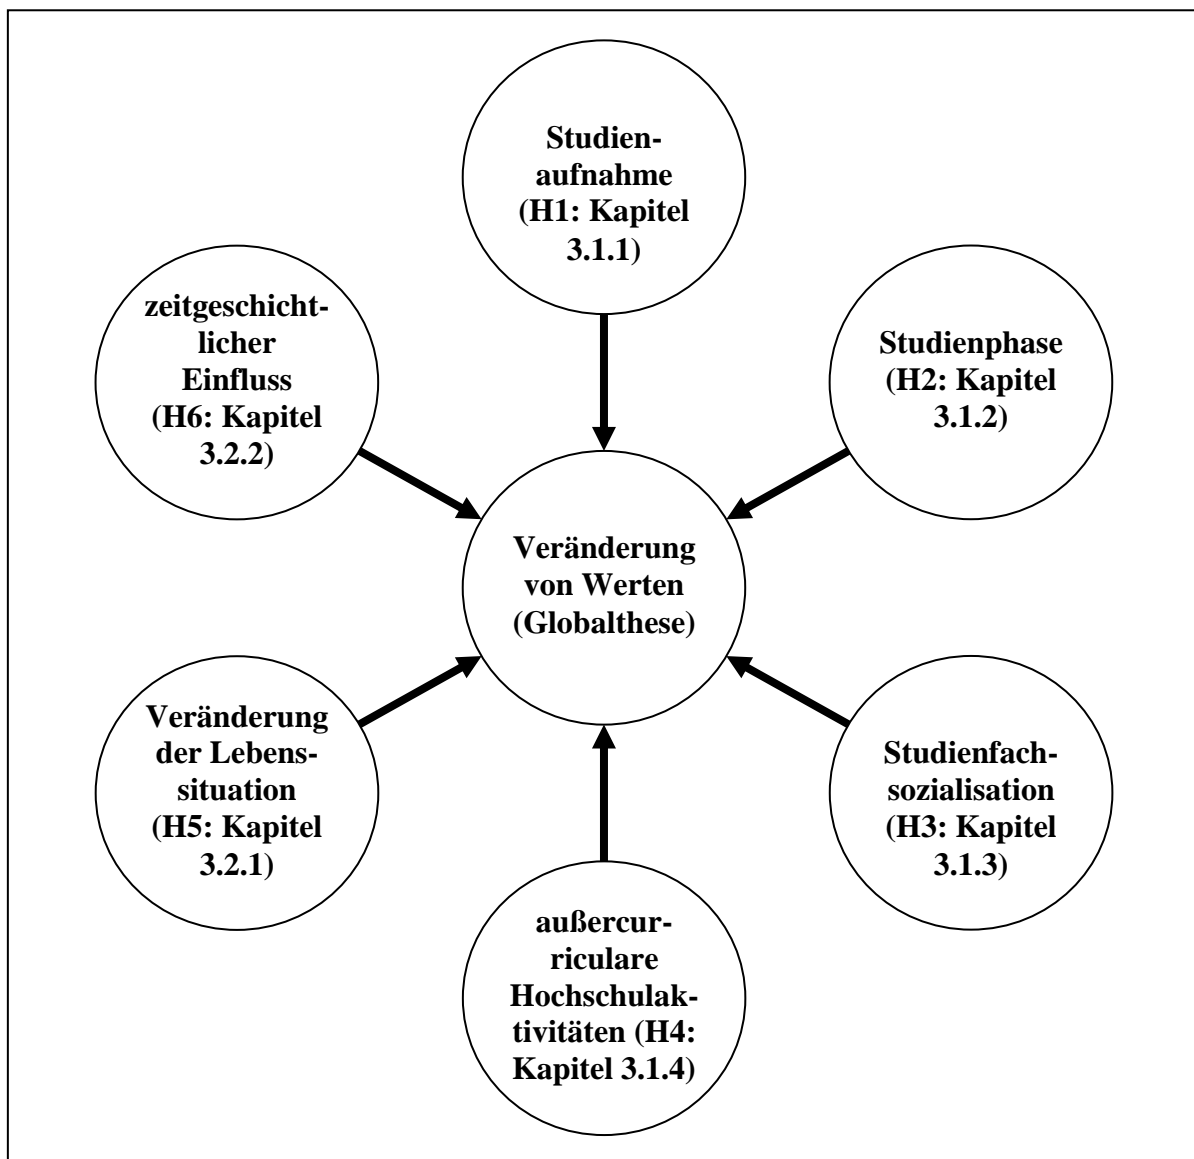 Studien-
aufnahme
(H1: Kapitel
3.1.1)
zeitgeschicht-
licher
Einfluss
(H6: Kapitel
3.2.2)
Studienphase
(H2: Kapitel
3.1.2)
Veränderung
von Werten
(Globalthese)
Veränderung
der Lebens-
situation
(H5: Kapitel
3.2.1)
Studienfach-
sozialisation
(H3: Kapitel
3.1.3)
außercur-
riculare
Hochschulak-
tivitäten (H4:
Kapitel 3.1.4)